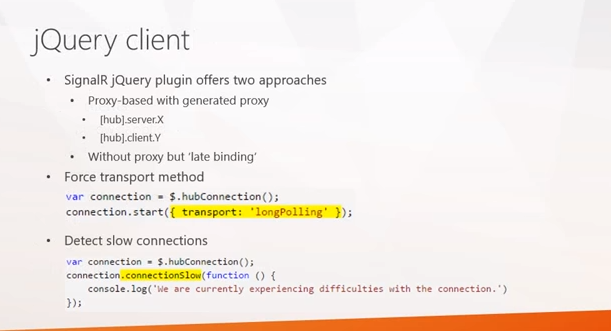 jQuery client
• SignalR jQuery plugin offers two approaches
• Proxy-based with generated proxy
• [hub].server.X
• [hub].client.Y
• Without proxy but ‘late binding’
• Force transport method
var connection = $.hubConnection();
connection.start({ transport: 'longPolling' });
• Detect slow connections
var connection = $.hubConnection();
connection.connectionSlow(function () {
console.log('We are currently experiencing difficulties with the connection.')
});